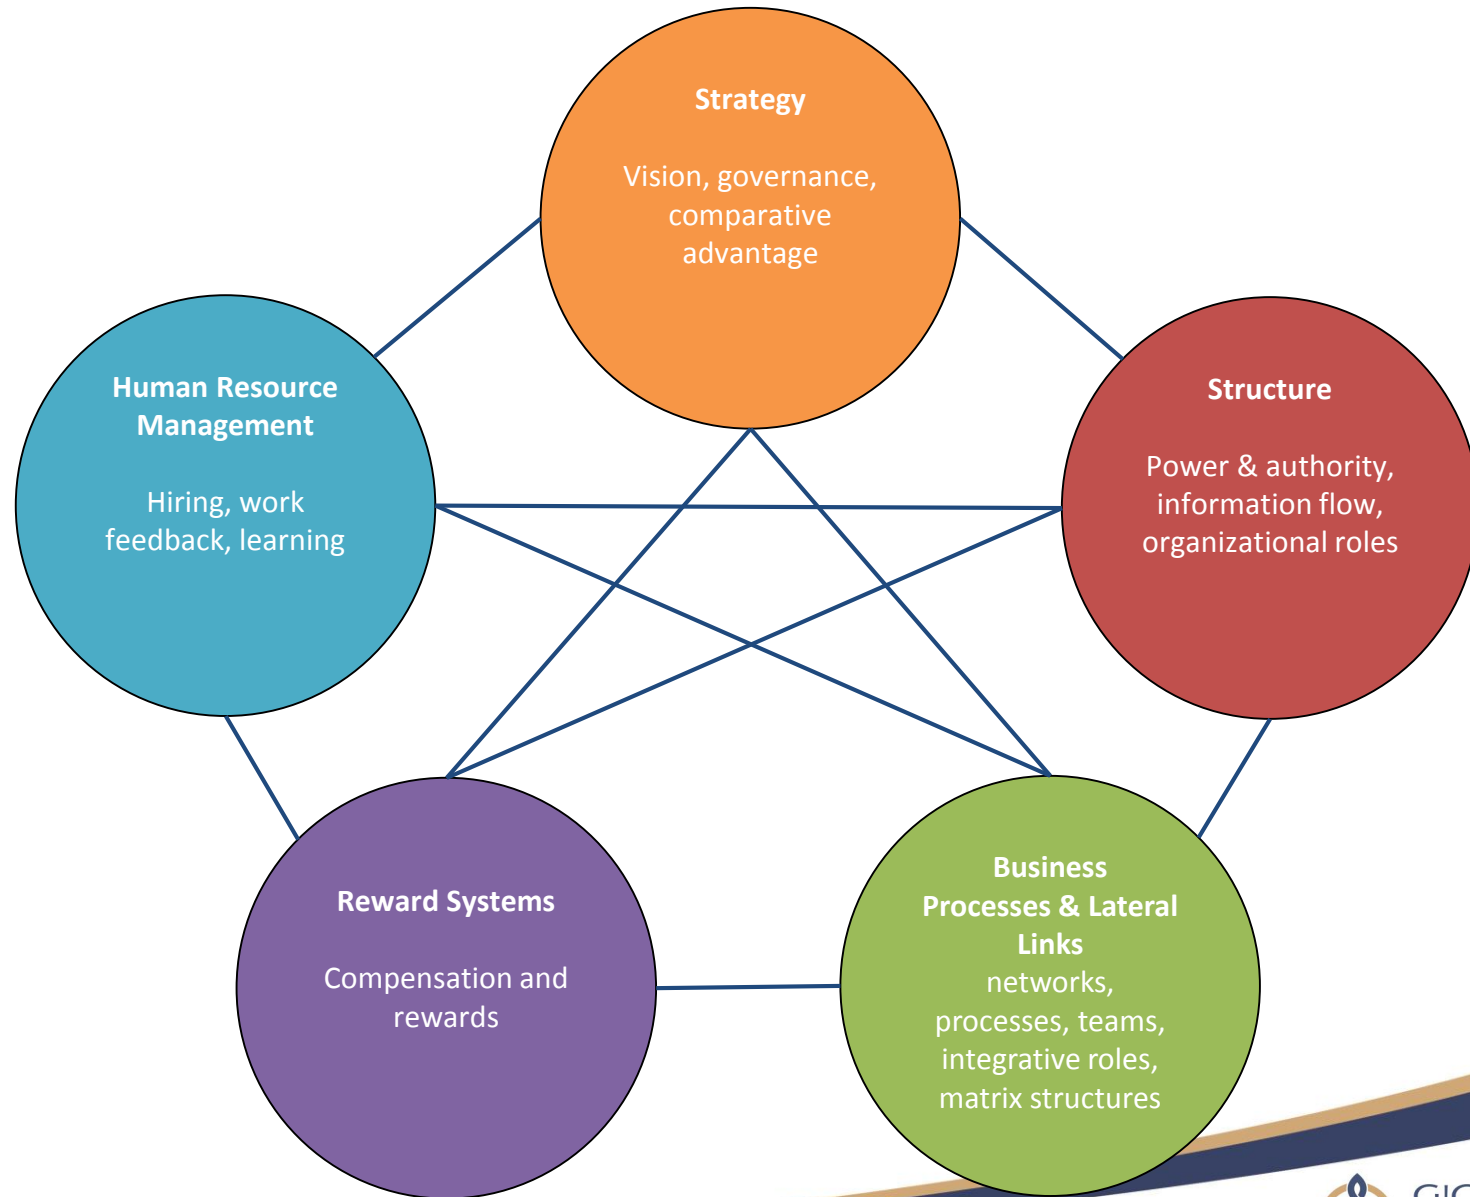 Strategy
Vision, governance,
comparative
advantage
Human Resource
Management
Hiring, work
feedback, learning
Structure
Power & authority,
information flow,
organizational roles
Reward Systems
Compensation and
rewards
Business
Processes & Lateral
Links
networks,
processes, teams,
integrative roles,
matrix structures